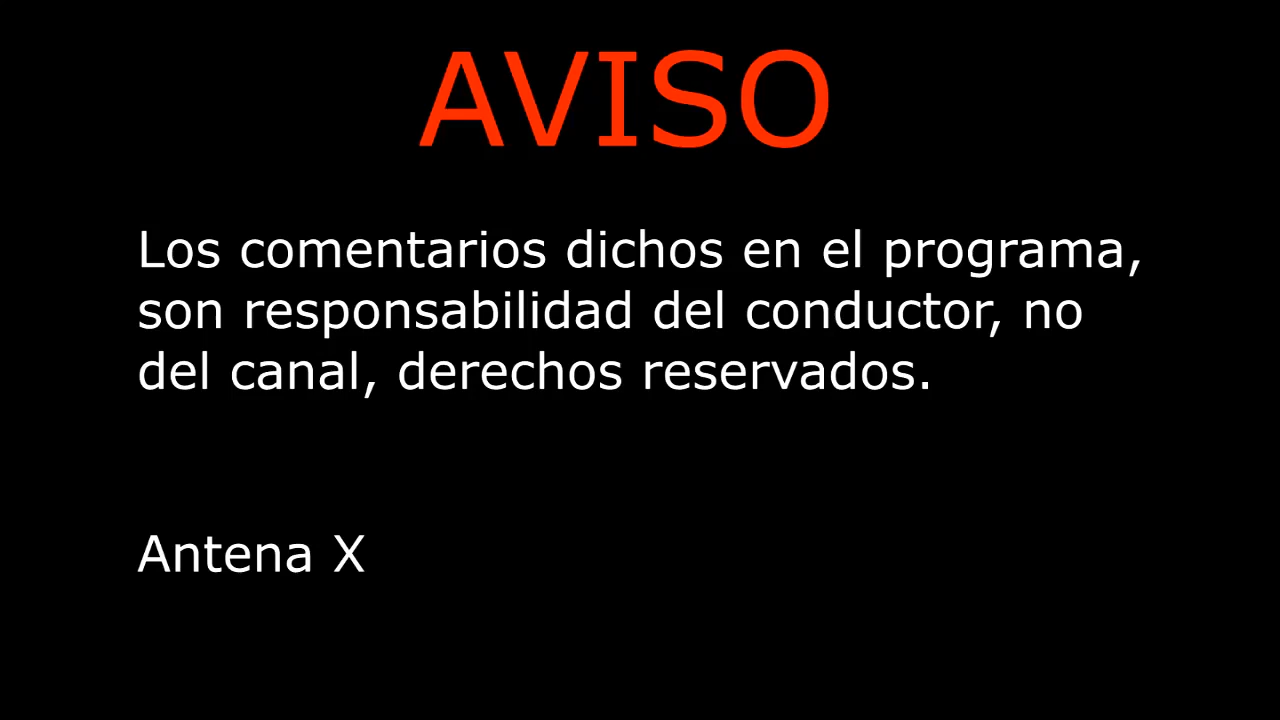 AVISO
Los comentarios dichos en el programa,
son responsabilidad del conductor, no
del canal, derechos reservados.
Antena X